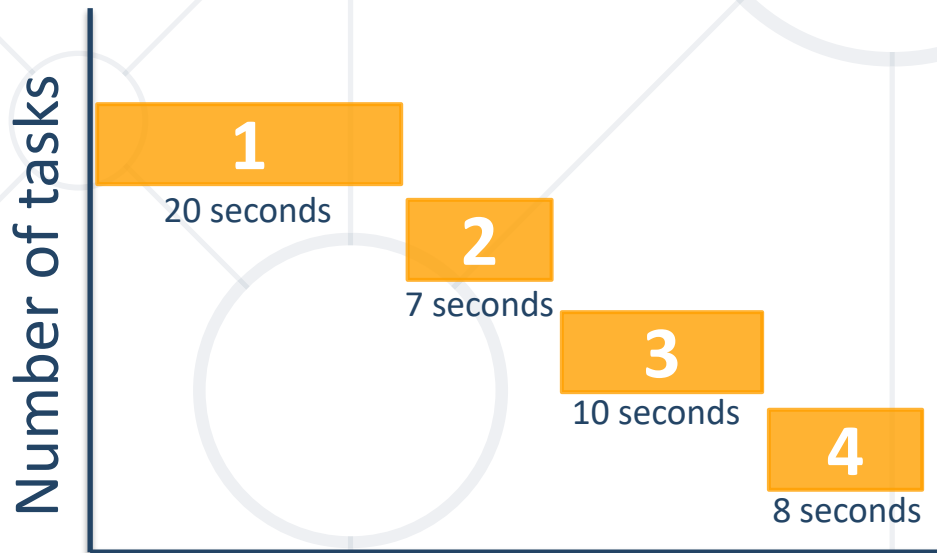 Number of tasks
1
20 seconds
2
7 seconds
3
10 seconds
4
8 seconds